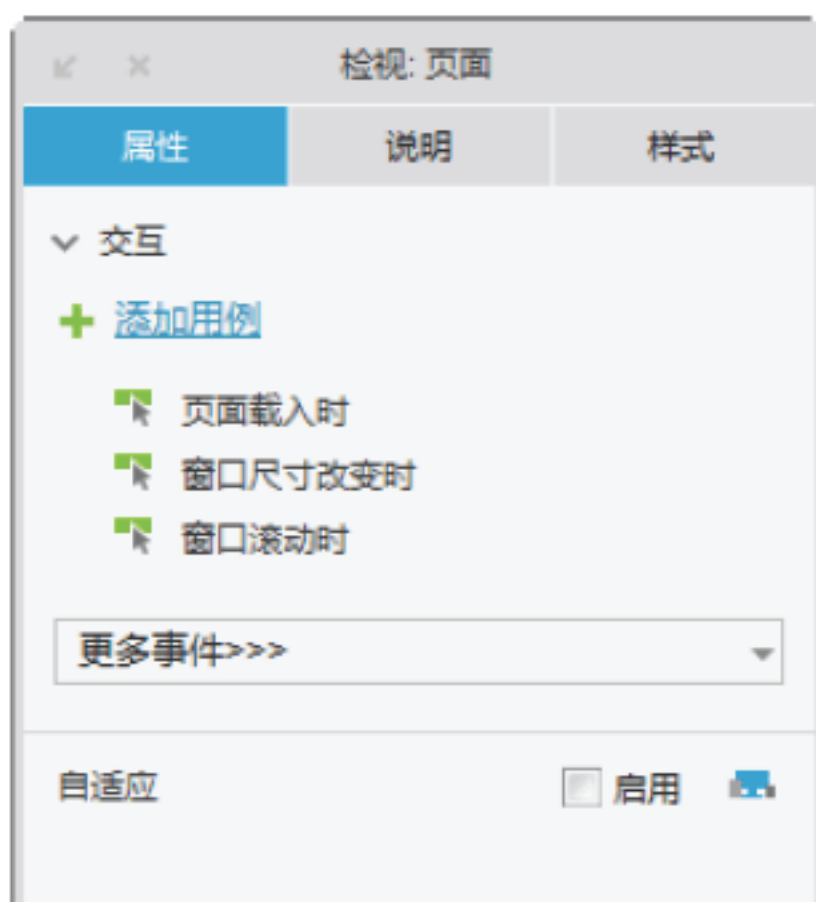 检视: 页面
属性 说明 样式
交互
添加用例
页面载入时
窗口尺寸改变时
窗口滚动时
更多事件>>>
自适应 启用